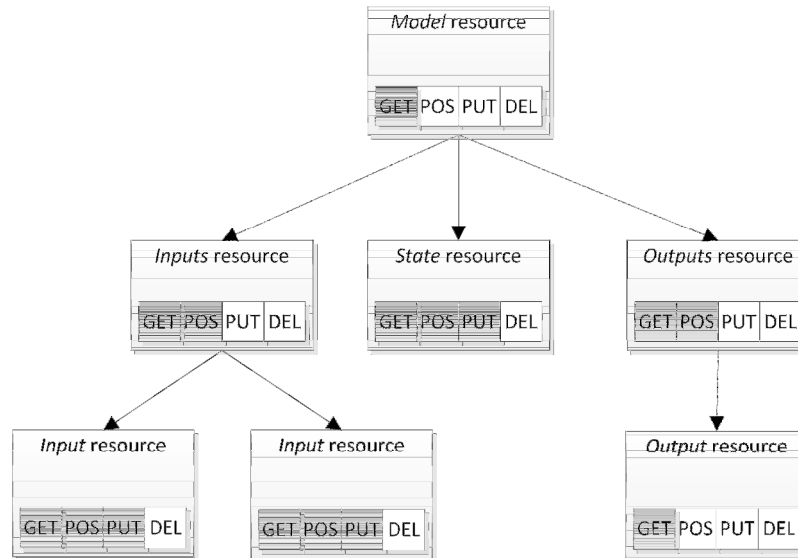 Model resource
GET POS PUT DEL
Inputs resource
GET POS PUT DEL
State resource
GET POS PUT DEL
Outputs resource
GET POS PUT DEL
Input resource
GET POS PUT DEL
Input resource
GET POS PUT DEL
Output resource
GET POS PUT DEL